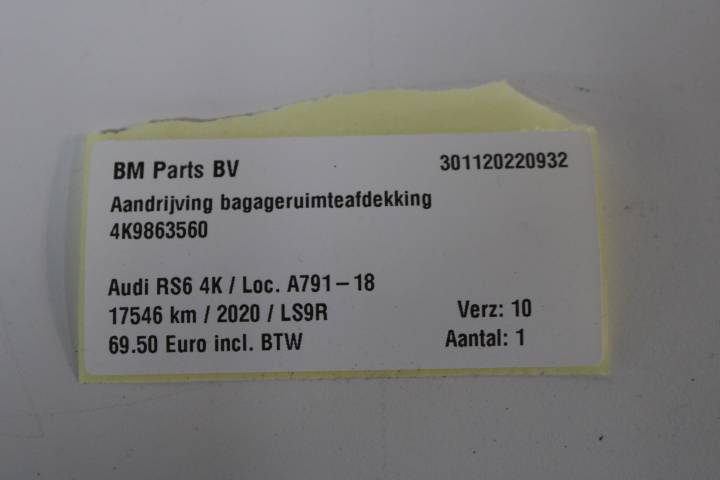 BM Parts BV 301120220932
Aandrijving bagageruimteafdekking
4K9863560
Audi RS6 4K / Loc. A791-18
17546 km / 2020 / LS9R Verz: 10
69.50 Euro incl. BTW Aantal: 1